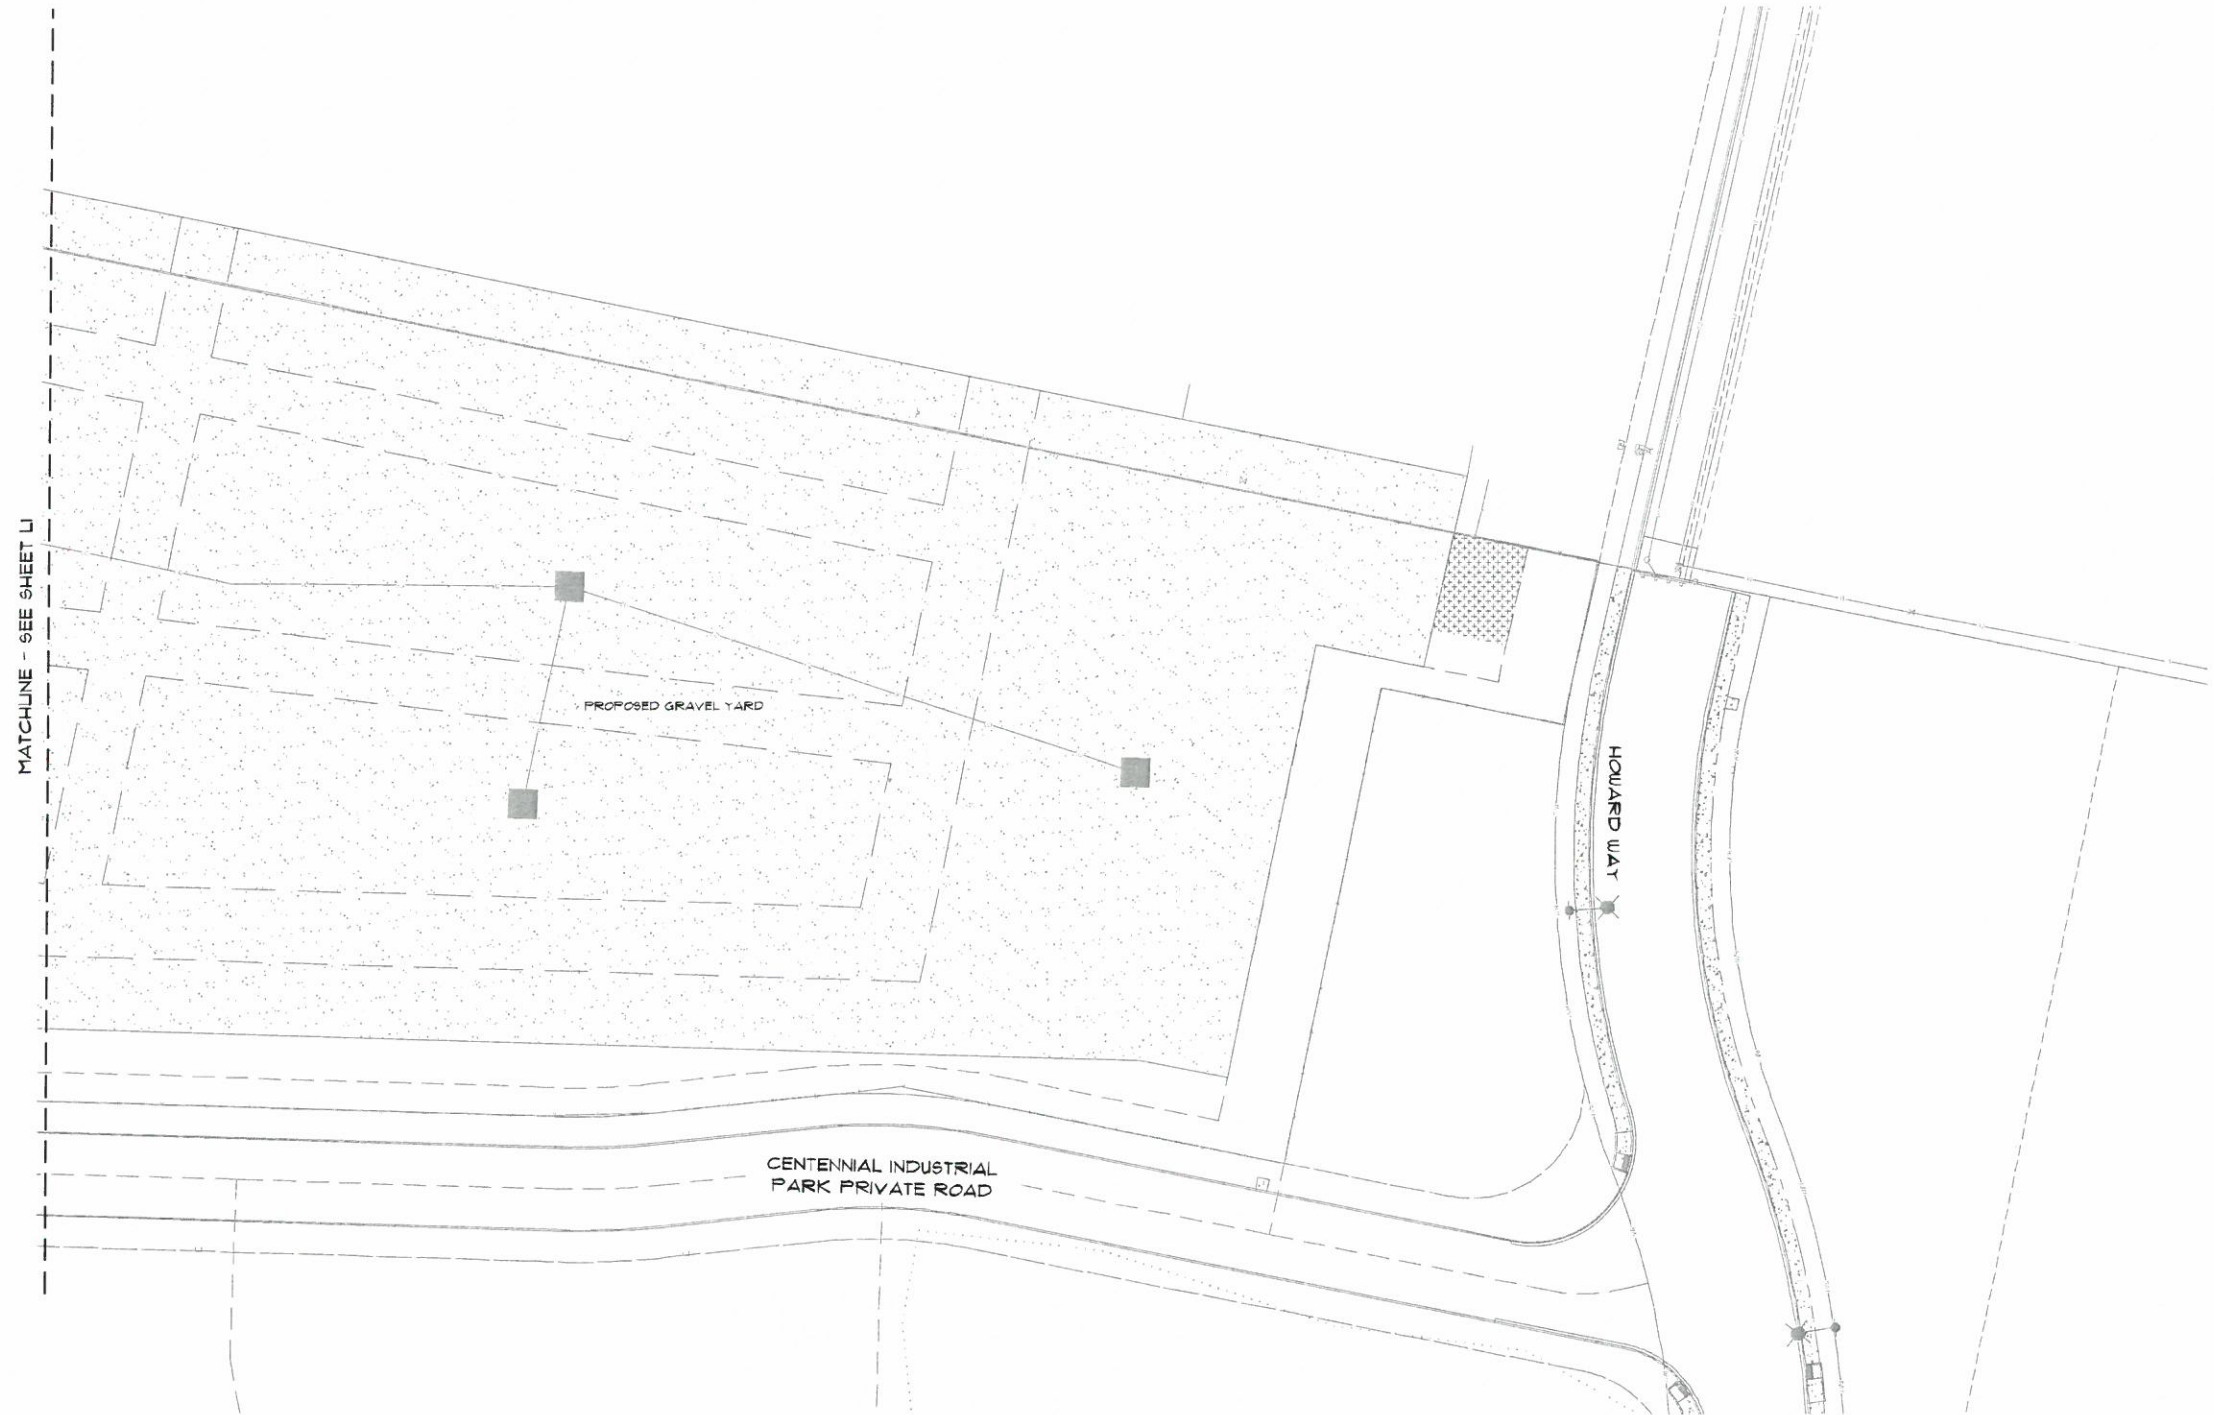 MATCHLINE - SEE SHEET L1
PROPOSED GRAVEL YARD
HOWARD WAY
CENTENNIAL INDUSTRIAL
PARK PRIVATE ROAD